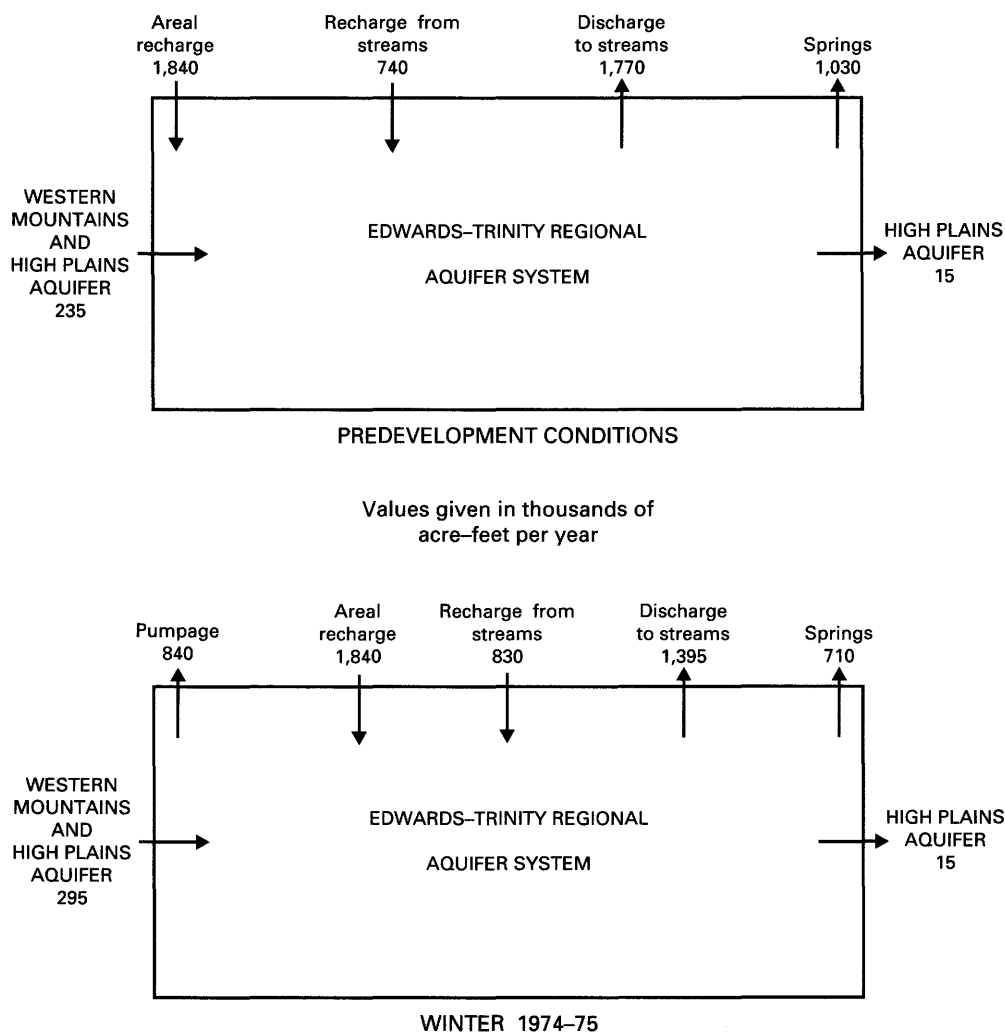 Areal
recharge
1,840
Recharge from
streams
740
Discharge
to streams
1,770
Springs
1,030
WESTERN
MOUNTAINS
AND
HIGH PLAINS
AQUIFER
235
EDWARDS–TRINITY REGIONAL
AQUIFER SYSTEM
HIGH PLAINS
AQUIFER
15
PREDEVELOPMENT CONDITIONS
Values given in thousands of
acre–feet per year
Pumpage
840
Areal
recharge
1,840
Recharge from
streams
830
Discharge
to streams
1,395
Springs
710
WESTERN
MOUNTAINS
AND
HIGH PLAINS
AQUIFER
295
EDWARDS–TRINITY REGIONAL
AQUIFER SYSTEM
HIGH PLAINS
AQUIFER
15
WINTER 1974–75